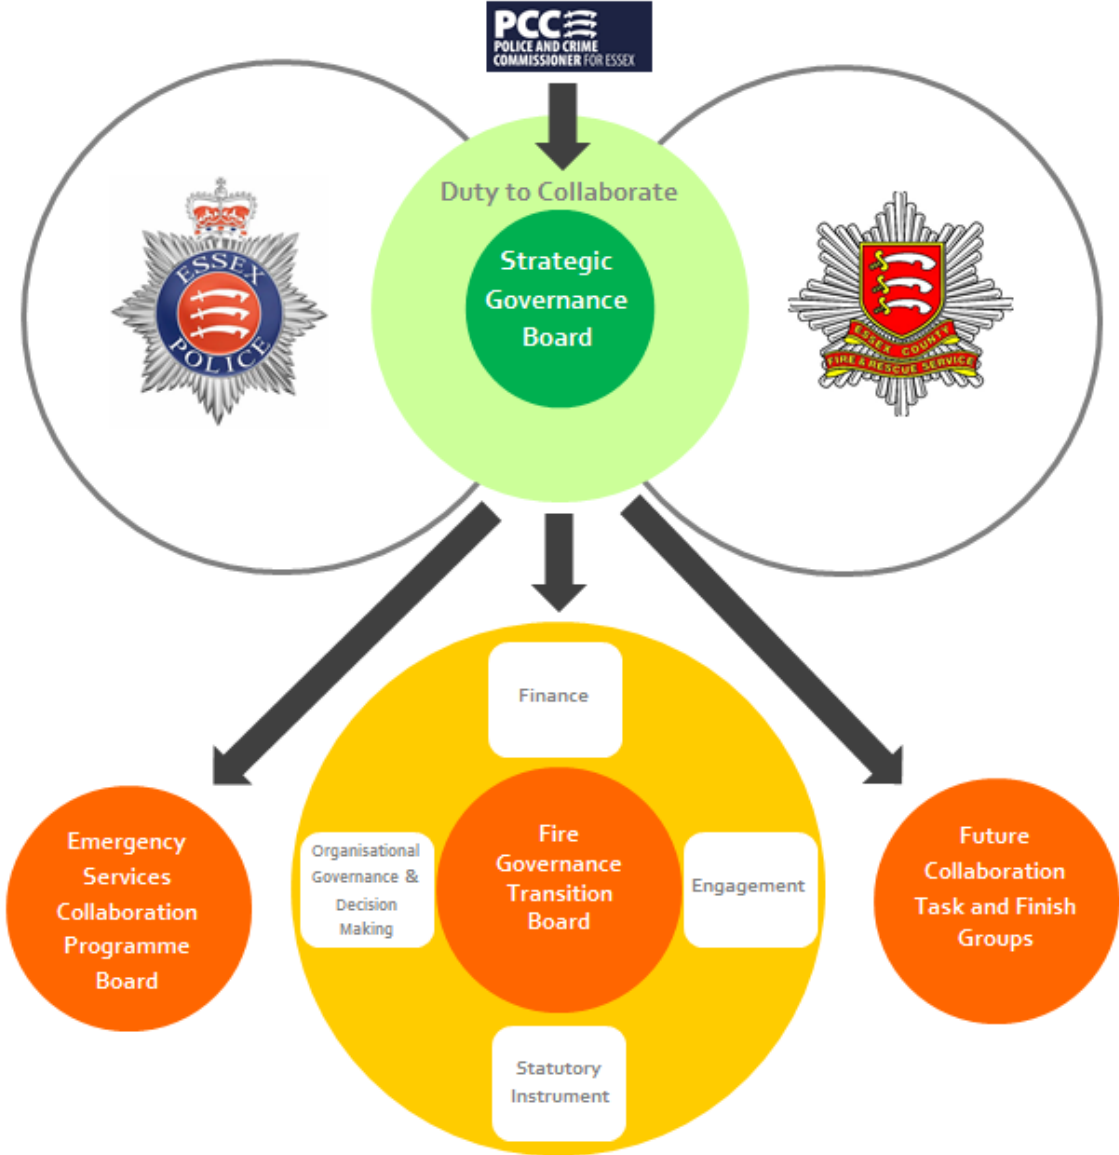 PCC
POLICE AND CRIME
COMMISSIONER FOR ESSEX
Duty to Collaborate
Strategic
Governance
Board
ESSEX
POLICE
ESSEX COUNTY
FIRE & RESCUE SERVICE
Finance
Organisational
Governance &
Decision
Making
Fire
Governance
Transition
Board
Engagement
Statutory
Instrument
Emergency
Services
Collaboration
Programme
Board
Future
Collaboration
Task and Finish
Groups